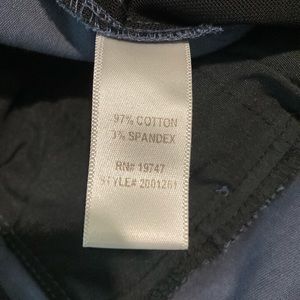 97% COTTON
3% SPANDEX
RN# 19747
STYLE# 2001261